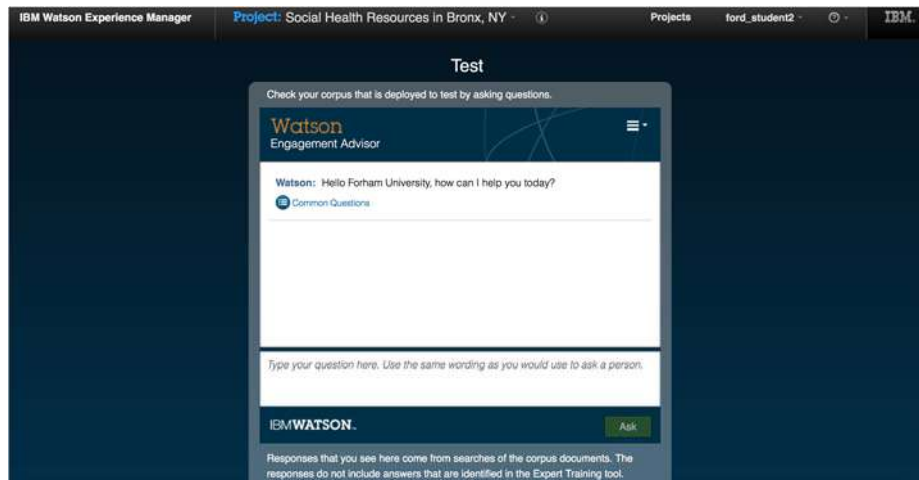 IBM Watson Experience Manager Project: Social Health Resources in Bronx, NY Projects ford_student2 IBM.
Test
Check your corpus that is deployed to test by asking questions.
Watson
Engagement Advisor
Watson: Hello Forham University, how can I help you today?
Common Questions
Type your question here. Use the same wording as you would use to ask a person.
IBMWATSON.
Ask
Responses that you see here come from searches of the corpus documents. The
responses do not include answers that are identified in the Expert Training tool.